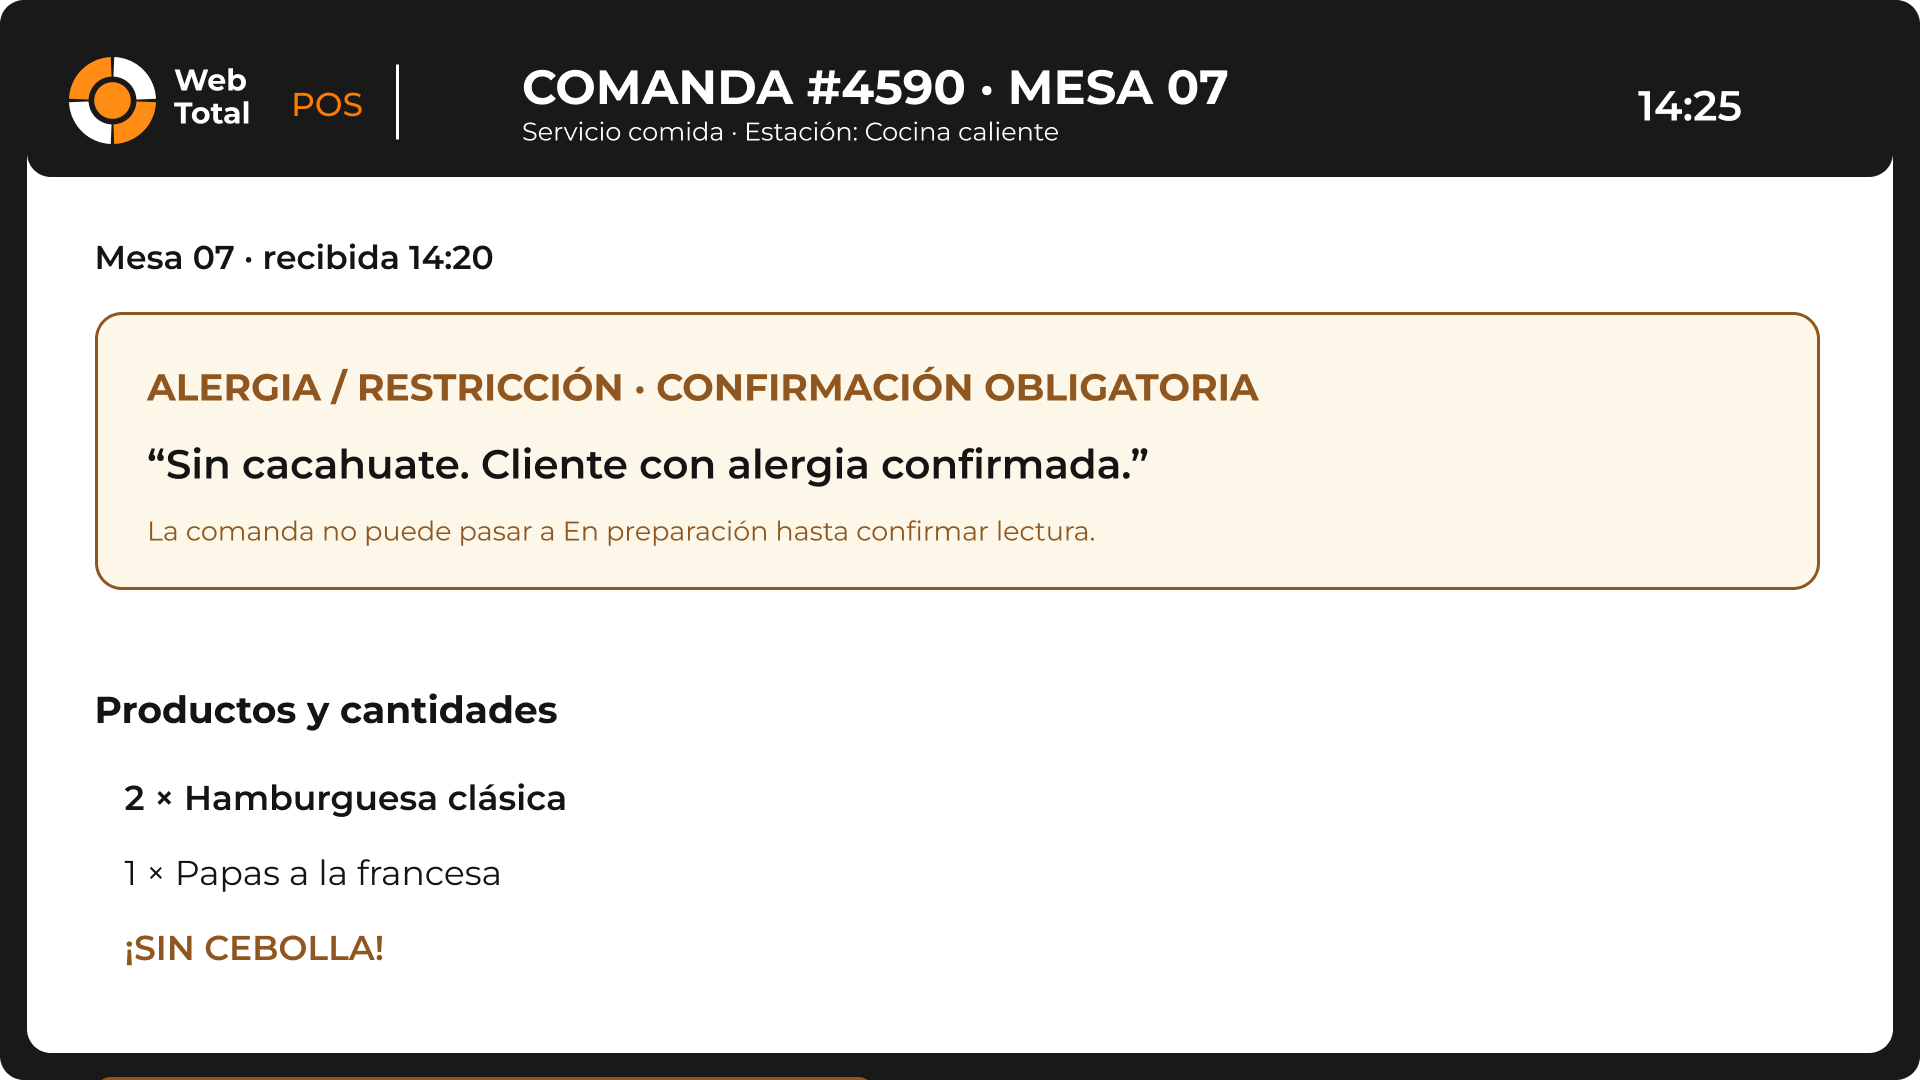 Web
Total
POS
COMANDA #4590 · MESA 07
Servicio comida · Estación: Cocina caliente
14:25
Mesa 07 · recibida 14:20
ALERGIA / RESTRICCIÓN · CONFIRMACIÓN OBLIGATORIA
“Sin cacahuate. Cliente con alergia confirmada.”
La comanda no puede pasar a En preparación hasta confirmar lectura.
Productos y cantidades
2 × Hamburguesa clásica
1 × Papas a la francesa
¡SIN CEBOLLA!